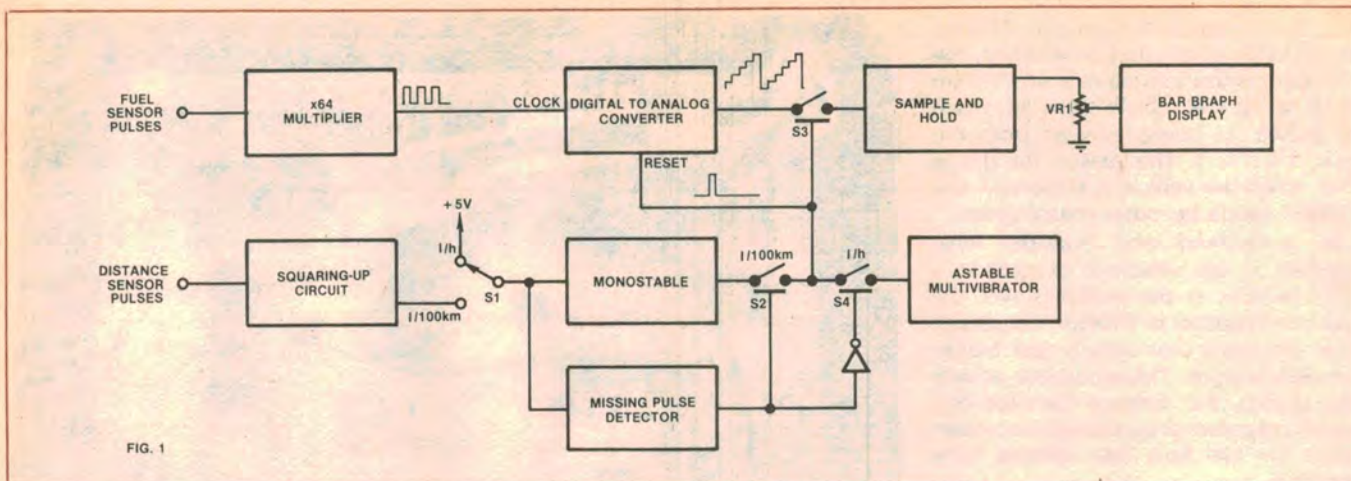 FUEL
SENSOR
PULSES
x64
MULTIPLIER
CLOCK
DIGITAL TO ANALOG
CONVERTER
RESET
S3
SAMPLE AND
HOLD
VR1
BAR BRAPH
DISPLAY
DISTANCE
SENSOR
PULSES
SQUARING-UP
CIRCUIT
+5V
l/h
S1
l/100km
MONOSTABLE
l/100km
S2
l/h
S4
ASTABLE
MULTIVIBRATOR
MISSING PULSE
DETECTOR
FIG. 1